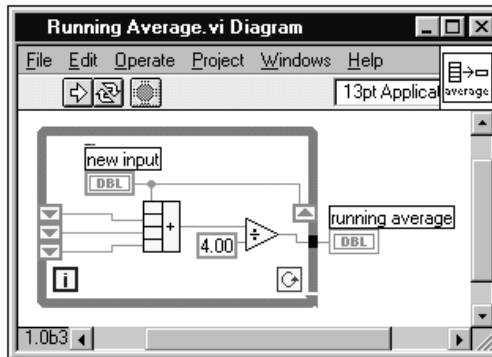 Running Average.vi Diagram
File Edit Operate Project Windows Help
13pt Applicat
average
new input
DBL
+
4.00
÷
running average
DBL
i
1.0b3